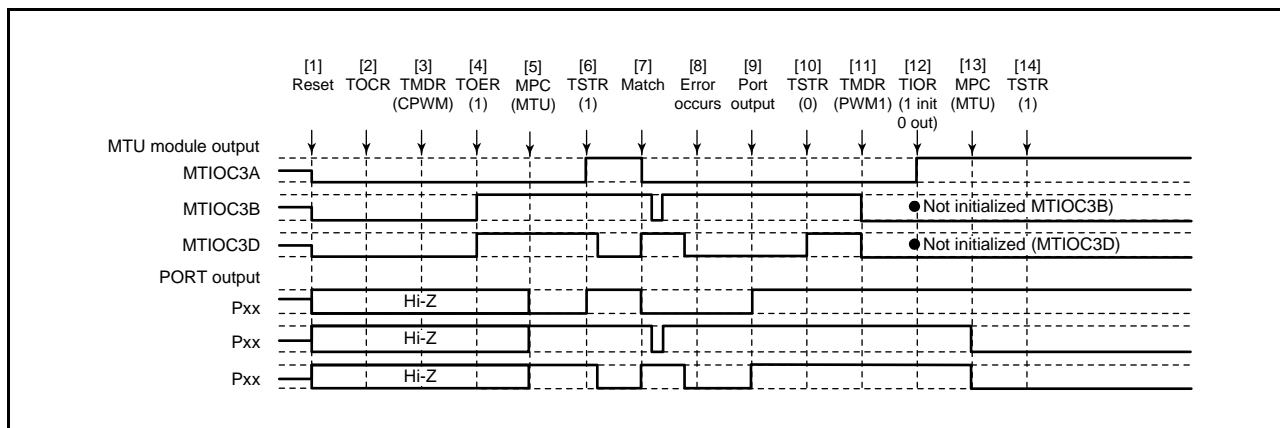 [1] [2] [3] [4] [5] [6] [7] [8] [9] [10] [11] [12] [13] [14]
Reset TOCR TMDR TOER MPC TSTR Match Error Port TSTR TMDR TIOR MPC TSTR
(CPWM) (1) (MTU) (1) occurs output (0) (PWM1) (1 init (MTU) (1)
0 out)
MTU module output
MTIOC3A
MTIOC3B
Not initialized MTIOC3B)
MTIOC3D
Not initialized (MTIOC3D)
PORT output
Pxx
Hi-Z
Pxx
Hi-Z
Pxx
Hi-Z